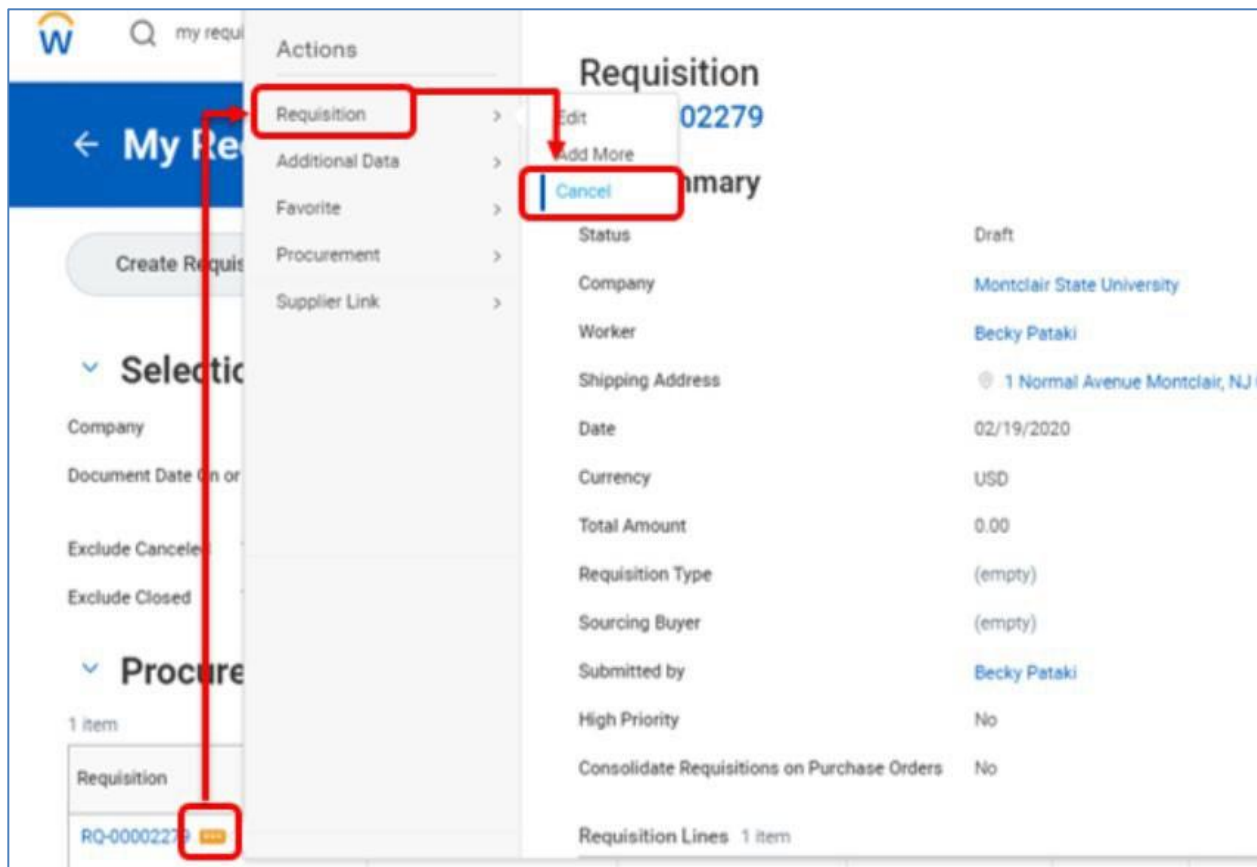 my requi
Actions
Requisition
Additional Data
Favorite
Procurement
Supplier Link
Edit
Add More
Cancel
Requisition
02279
mmary
Status Draft
Company Montclair State University
Worker Becky Pataki
Shipping Address 1 Normal Avenue Montclair, NJ
Date 02/19/2020
Currency USD
Total Amount 0.00
Requisition Type (empty)
Sourcing Buyer (empty)
Submitted by Becky Pataki
High Priority No
Consolidate Requisitions on Purchase Orders No
Requisition Lines 1 item
My Re
Create Requis
Selectio
Company
Document Date On or
Exclude Canceled
Exclude Closed
Procure
1 item
Requisition
RQ-00002279